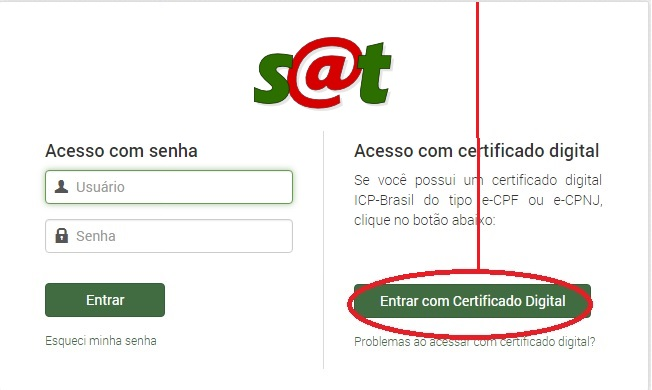 s@t
Acesso com senha
Usuário
Senha
Entrar
Esqueci minha senha
Acesso com certificado digital
Se você possui um certificado digital
ICP-Brasil do tipo e-CPF ou e-CPNJ,
clique no botão abaixo:
Entrar com Certificado Digital
Problemas ao acessar com certificado digital?